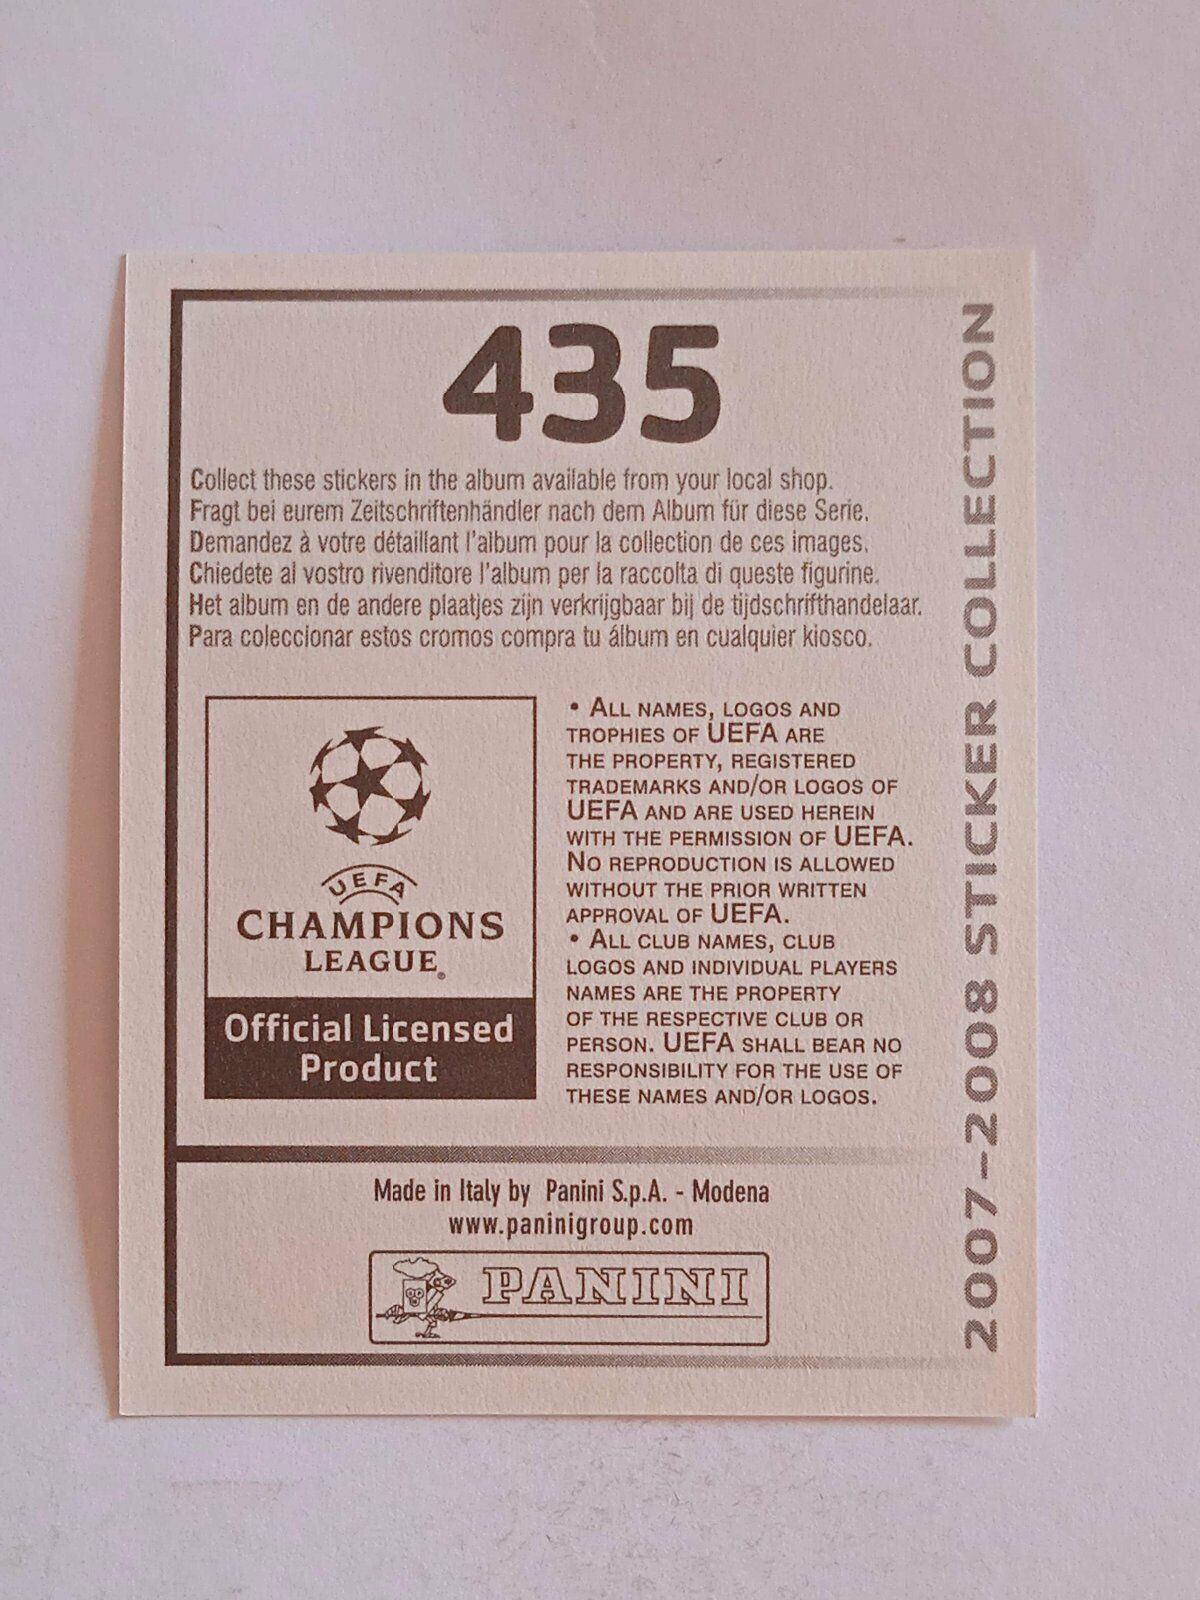 435
Collect these stickers in the album available from your local shop.
Fragt bei eurem Zeitschriftenhändler nach dem Album für diese Serie.
Demandez à votre détaillant l'album pour la collection de ces images.
Chiedete al vostro rivenditore l'album per la raccolta di queste figurine.
Het album en de andere plaatjes zijn verkrijgbaar bij de tijdschrifthandelaar.
Para coleccionar estos cromos compra tu álbum en cualquier kiosco.
UEFA
CHAMPIONS
LEAGUE®
Official Licensed
Product
• ALL NAMES, LOGOS AND
TROPHIES OF UEFA ARE
THE PROPERTY, REGISTERED
TRADEMARKS AND/OR LOGOS OF
UEFA AND ARE USED HEREIN
WITH THE PERMISSION OF UEFA.
NO REPRODUCTION IS ALLOWED
WITHOUT THE PRIOR WRITTEN
APPROVAL OF UEFA.
• ALL CLUB NAMES, CLUB
LOGOS AND INDIVIDUAL PLAYERS
NAMES ARE THE PROPERTY
OF THE RESPECTIVE CLUB OR
PERSON. UEFA SHALL BEAR NO
RESPONSIBILITY FOR THE USE OF
THESE NAMES AND/OR LOGOS.
Made in Italy by Panini S.p.A. - Modena
www.paninigroup.com
PANINI
2007-2008 STICKER COLLECTION